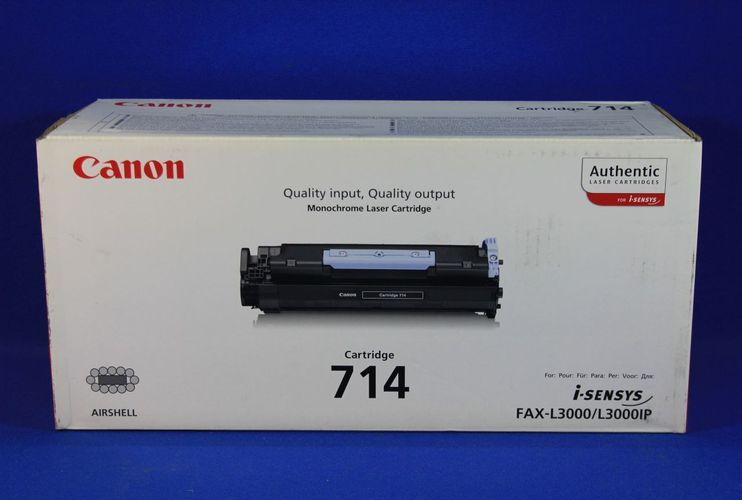 Canon
Cartridge 714
Canon
Authentic
LASER CARTRIDGES
FOR i-SENSYS
Quality input, Quality output
Monochrome Laser Cartridge
Canon
Cartridge 714
Cartridge
714
AIRSHELL
For: Pour: Für: Para: Per: Voor: Для:
i-SENSYS
FAX-L3000/L3000IP